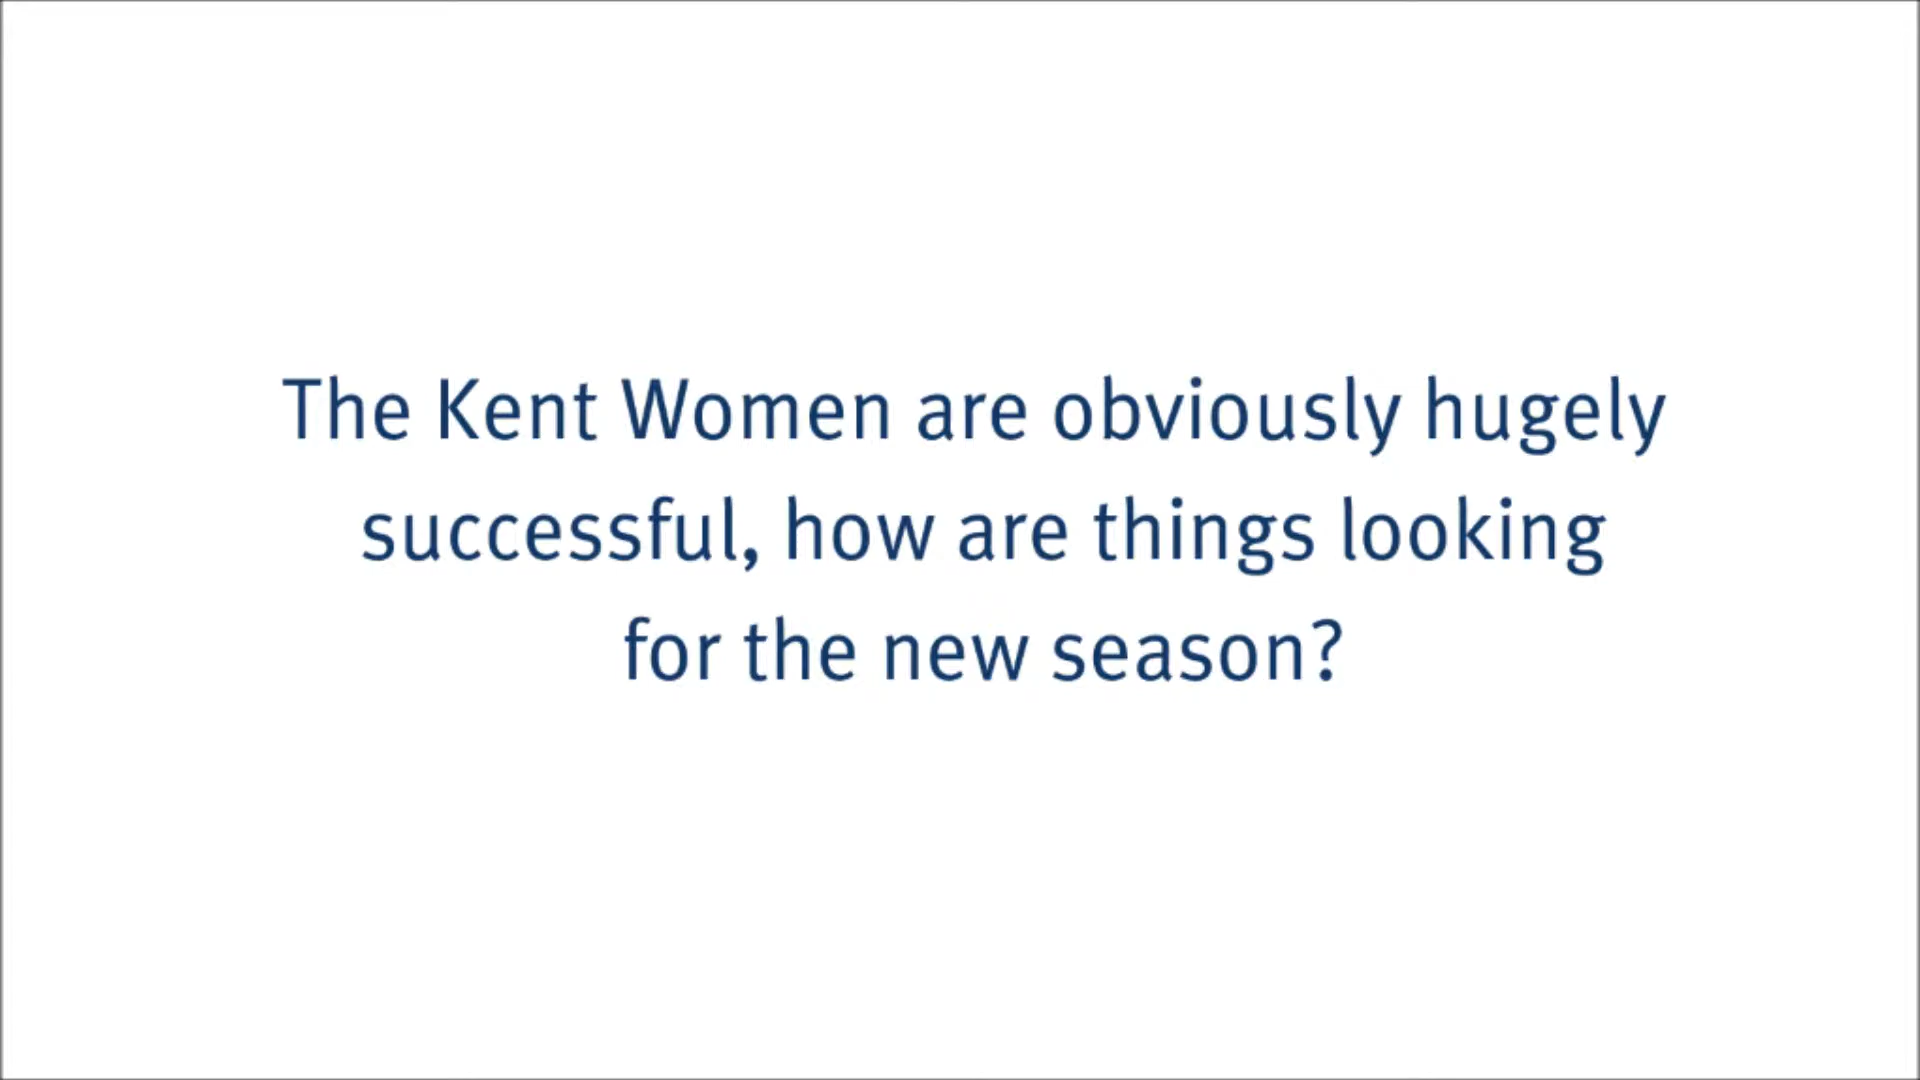 The Kent Women are obviously hugely
successful, how are things looking
for the new season?